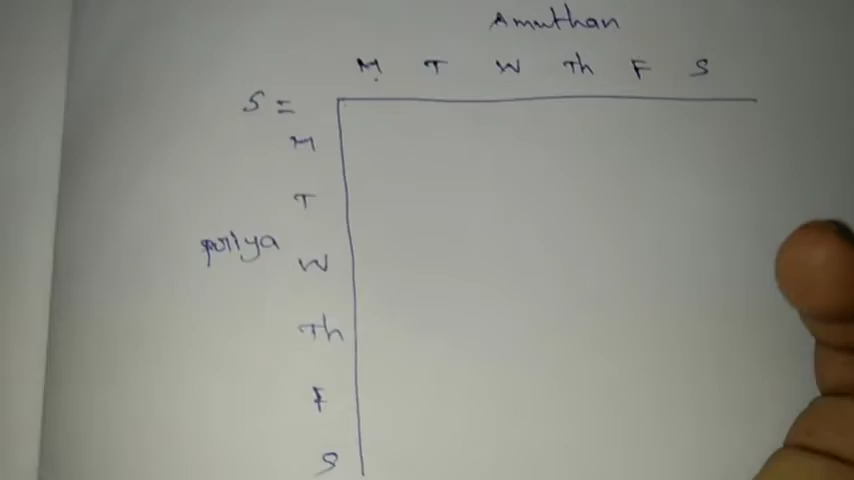 Amuthan
M T W Th F S
S =
M
T
priya W
Th
F
S